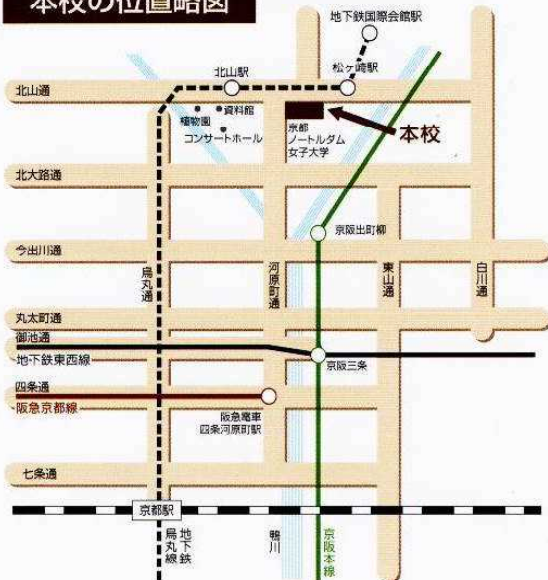 本校の位置略図
地下鉄国際会館駅
北山駅
松ヶ崎駅
北山通
植物園
資料館
コンサートホール
京都
ノートルダム
女子大学
本校
北大路通
京阪出町柳
今出川通
烏丸通
河原町通
東山通
白川通
丸太町通
御池通
地下鉄東西線
京阪三条
四条通
阪急京都線
阪急電車
四条河原町駅
七条通
京都駅
地下鉄
烏丸線
鴨川
京阪本線